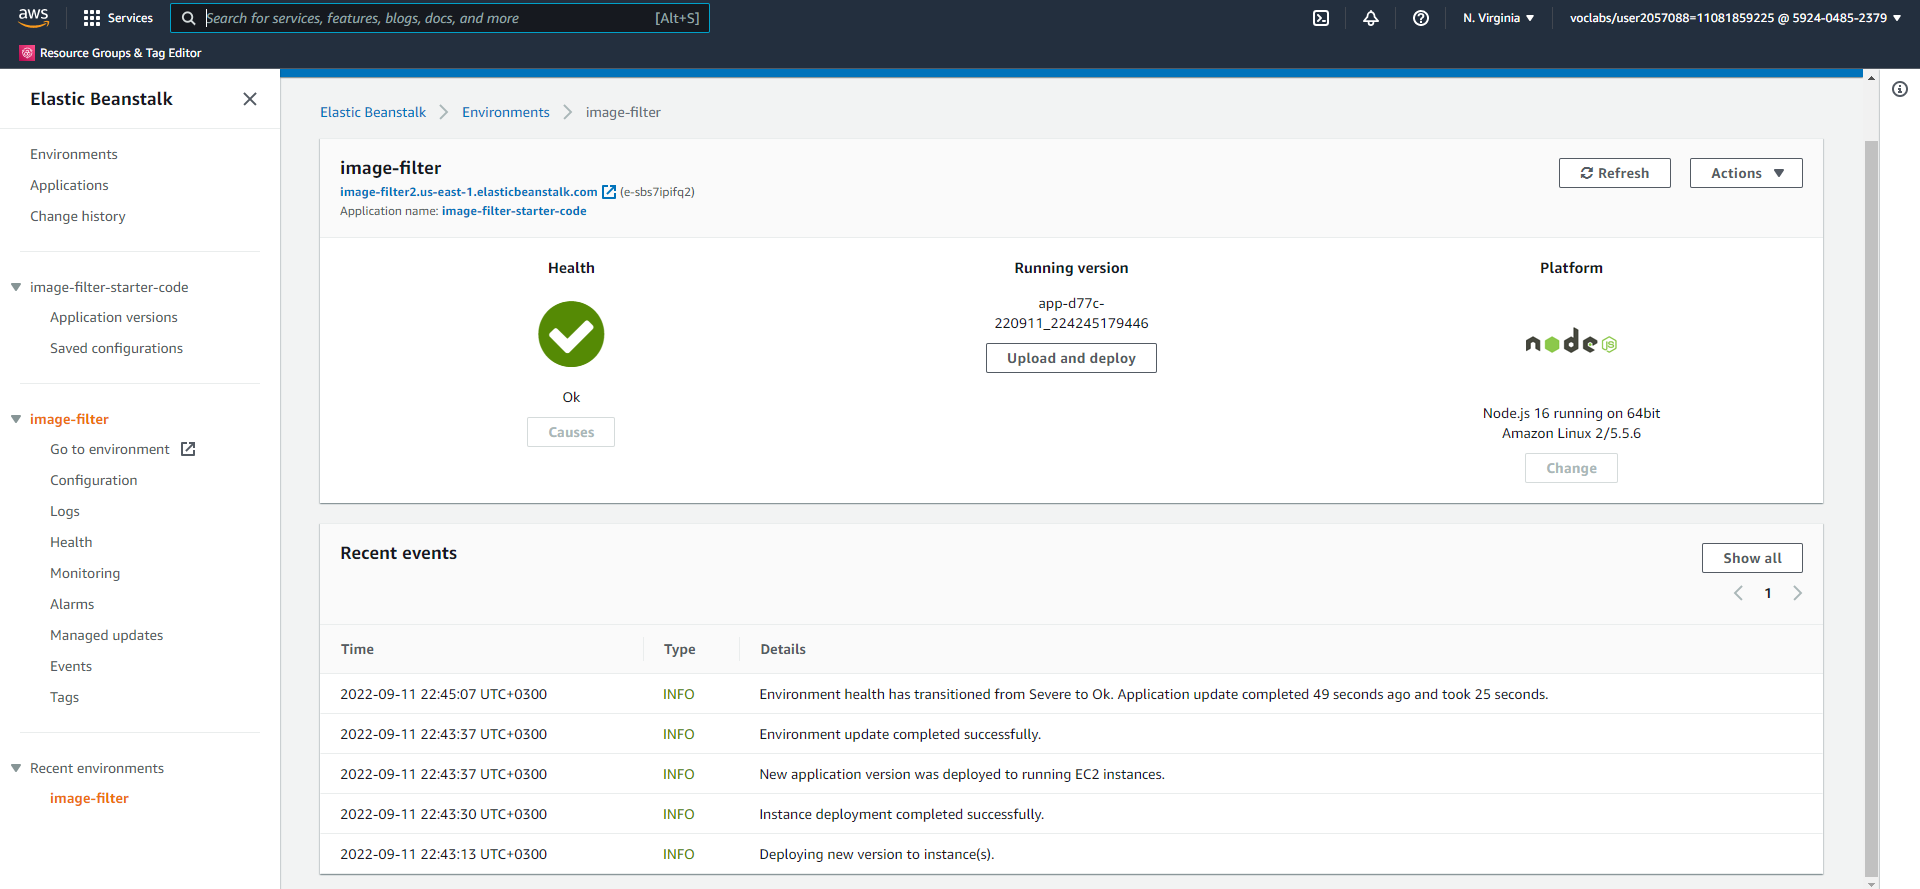 aws
Services
Search for services, features, blogs, docs, and more [Alt+S]
N. Virginia
voclabs/user2057088=11081859225 @ 5924-0485-2379
Resource Groups & Tag Editor
Elastic Beanstalk
Environments
Applications
Change history
image-filter-starter-code
Application versions
Saved configurations
image-filter
Go to environment
Configuration
Logs
Health
Monitoring
Alarms
Managed updates
Events
Tags
Recent environments
image-filter
Elastic Beanstalk > Environments > image-filter
image-filter
image-filter2.us-east-1.elasticbeanstalk.com (e-sbs7ipifq2)
Application name: image-filter-starter-code
Refresh
Actions
Health
Ok
Causes
Running version
app-d77c-
220911_224245179446
Upload and deploy
Platform
node JS
Node.js 16 running on 64bit
Amazon Linux 2/5.5.6
Change
Recent events
Show all
1
Time Type Details
2022-09-11 22:45:07 UTC+0300 INFO Environment health has transitioned from Severe to Ok. Application update completed 49 seconds ago and took 25 seconds.
2022-09-11 22:43:37 UTC+0300 INFO Environment update completed successfully.
2022-09-11 22:43:37 UTC+0300 INFO New application version was deployed to running EC2 instances.
2022-09-11 22:43:30 UTC+0300 INFO Instance deployment completed successfully.
2022-09-11 22:43:13 UTC+0300 INFO Deploying new version to instance(s).